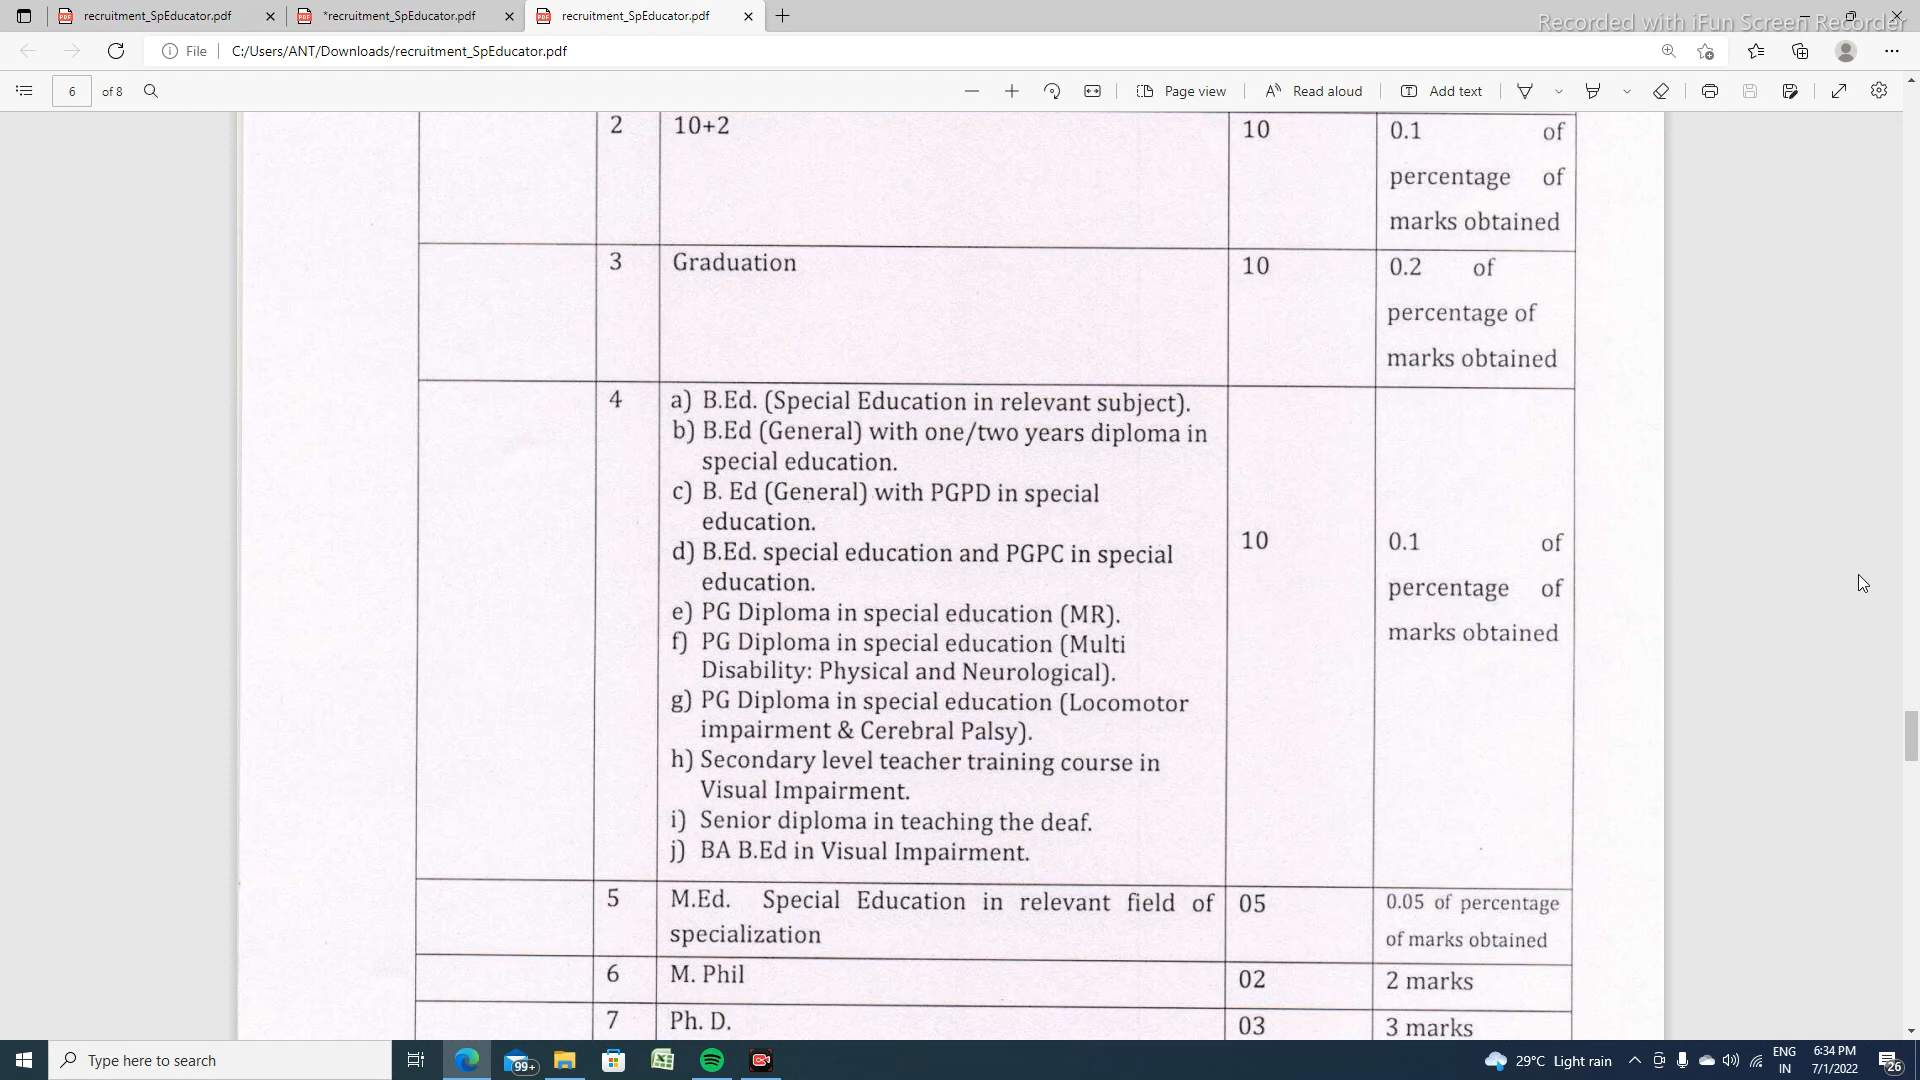 recruitment_SpEducator.pdf
*recruitment_SpEducator.pdf
recruitment_SpEducator.pdf
Recorded with iFun Screen Recorder
File
C:/Users/ANT/Downloads/recruitment_SpEducator.pdf
6 of 8
Page view
Read aloud
Add text
2 10+2 10 0.1 of
percentage of
marks obtained
3 Graduation 10 0.2 of
percentage of
marks obtained
4 a) B.Ed. (Special Education in relevant subject).
b) B.Ed (General) with one/two years diploma in
special education.
c) B. Ed (General) with PGPD in special
education.
d) B.Ed. special education and PGPC in special
education.
e) PG Diploma in special education (MR).
f) PG Diploma in special education (Multi
Disability: Physical and Neurological).
g) PG Diploma in special education (Locomotor
impairment & Cerebral Palsy).
h) Secondary level teacher training course in
Visual Impairment.
i) Senior diploma in teaching the deaf.
j) BA B.Ed in Visual Impairment.
10 0.1 of
percentage of
marks obtained
5 M.Ed. Special Education in relevant field of
specialization
05 0.05 of percentage
of marks obtained
6 M. Phil 02 2 marks
7 Ph. D. 03 3 marks
Type here to search
99+
29°C Light rain
ENG
IN
6:34 PM
7/1/2022
26